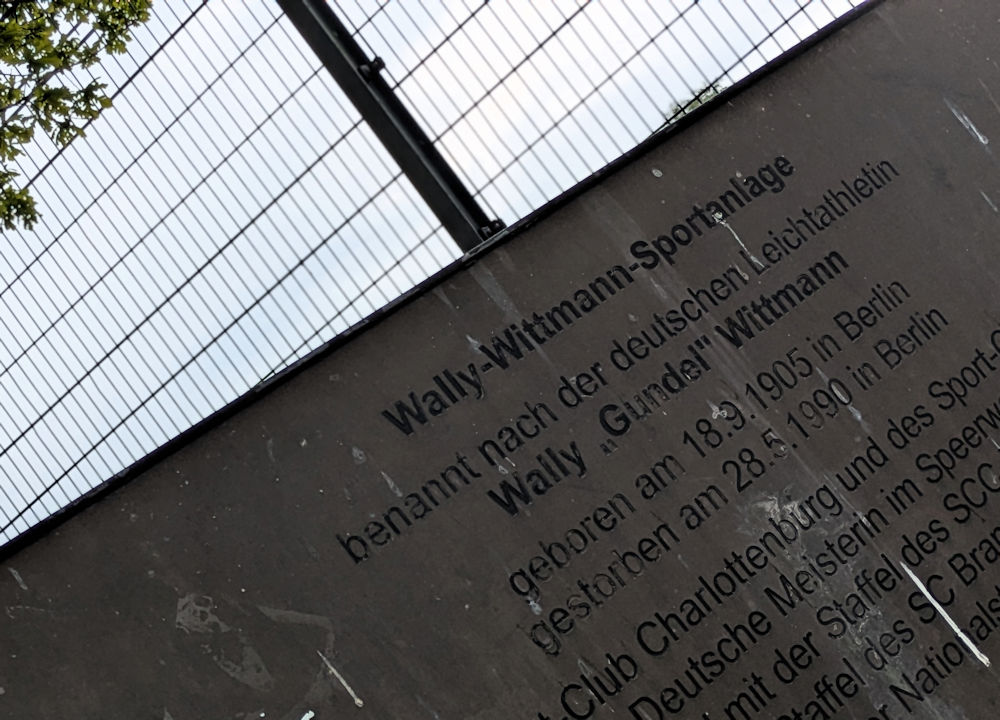 Wally-Wittmann-Sportanlage
benannt nach der deutschen Leichtathletin
Wally „Gundel" Wittmann
geboren am 18.9.1905 in Berlin
gestorben am 28.5.1990 in Berlin
-Club Charlottenburg und des Sport-
Deutsche Meisterin im Speerw
mit der Staffel des SCC
Staffel des SC Bran
r Nationalst